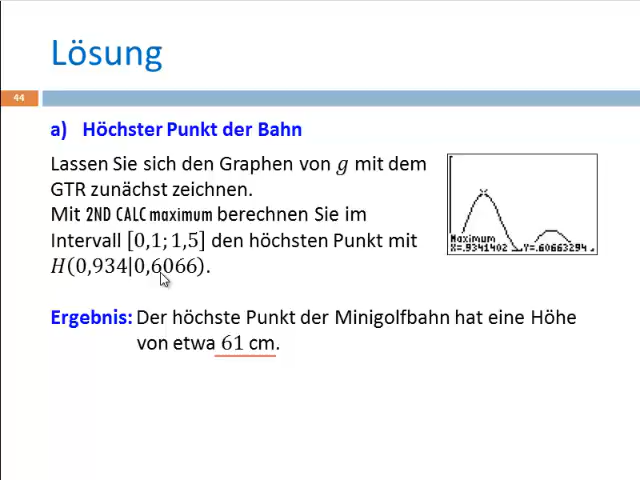 Lösung
44
a) Höchster Punkt der Bahn
Lassen Sie sich den Graphen von g mit dem
GTR zunächst zeichnen.
Mit 2ND CALC maximum berechnen Sie im
Intervall [0,1; 1,5] den höchsten Punkt mit
H(0,934|0,6066).
Maximum
X=.9341402 Y=.60663294
Ergebnis: Der höchste Punkt der Minigolfbahn hat eine Höhe
von etwa 61 cm.